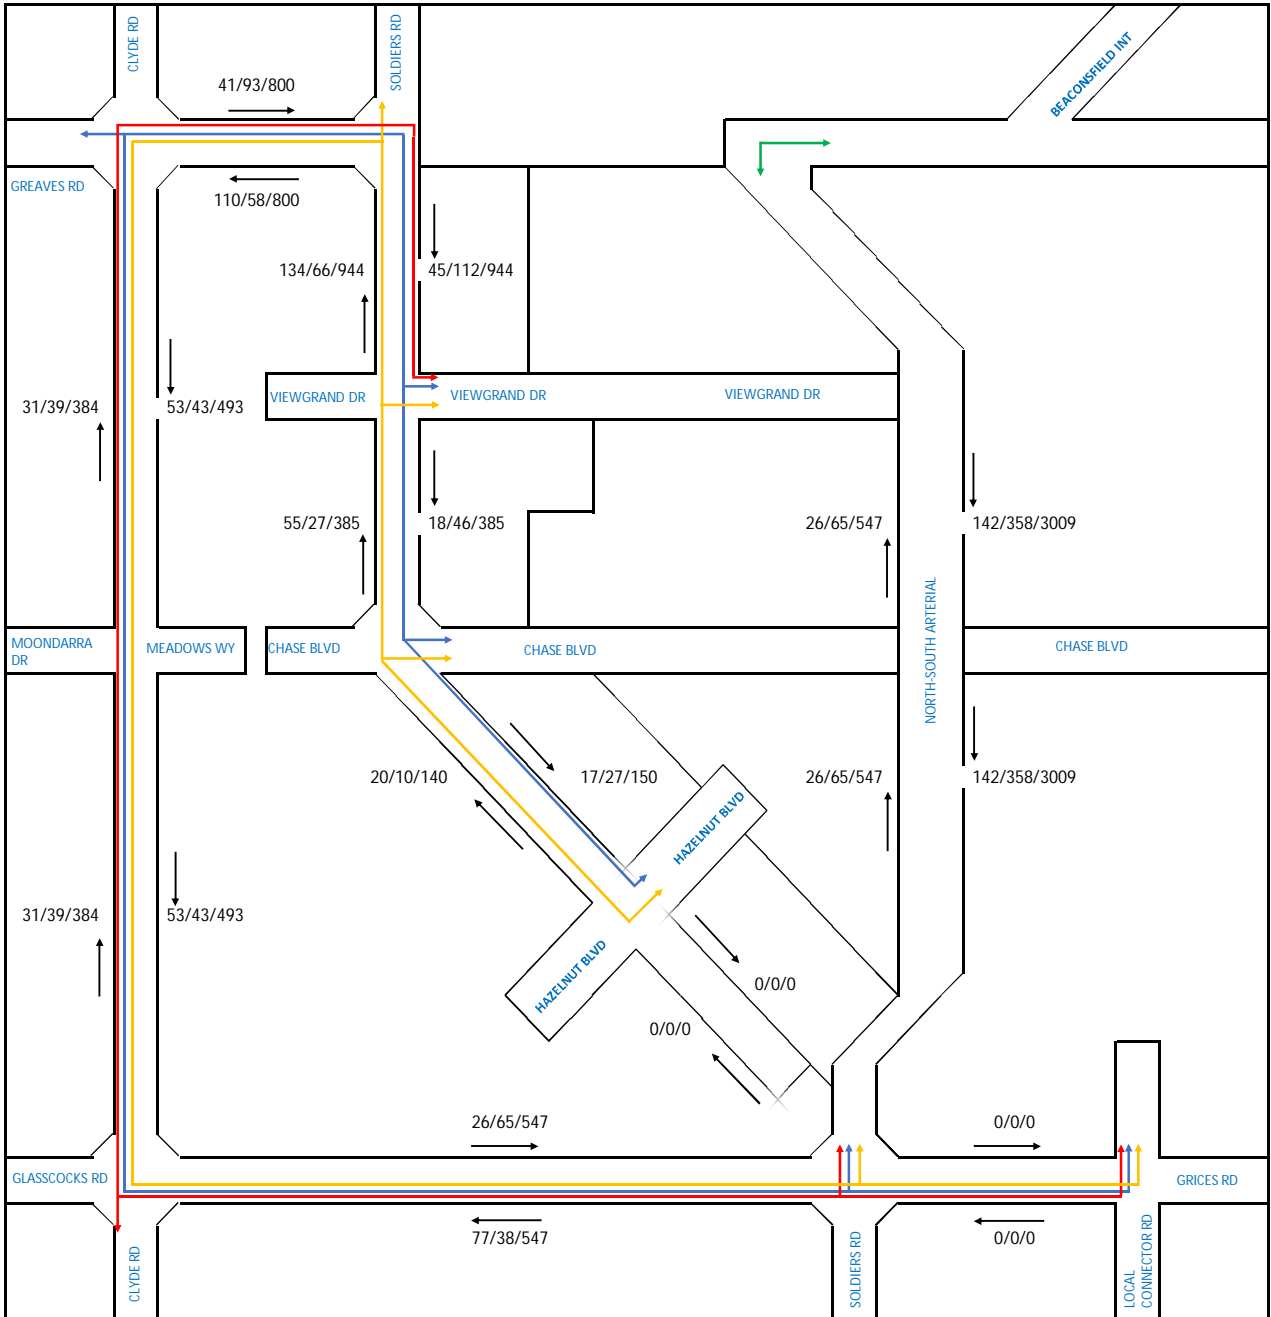 CLYDE RD
SOLDIERS RD
BEACONSFIELD INT
41/93/800
GREAVES RD
110/58/800
134/66/944
45/112/944
VIEWGRAND DR
VIEWGRAND DR
VIEWGRAND DR
31/39/384
53/43/493
55/27/385
18/46/385
26/65/547
142/358/3009
NORTH-SOUTH ARTERIAL
MOONDARRA
DR
MEADOWS WY
CHASE BLVD
CHASE BLVD
CHASE BLVD
20/10/140
17/27/150
26/65/547
142/358/3009
HAZELNUT BLVD
31/39/384
53/43/493
HAZELNUT BLVD
0/0/0
0/0/0
26/65/547
0/0/0
GLASSCOCKS RD
GRICES RD
77/38/547
0/0/0
CLYDE RD
SOLDIERS RD
LOCAL
CONNECTOR RD